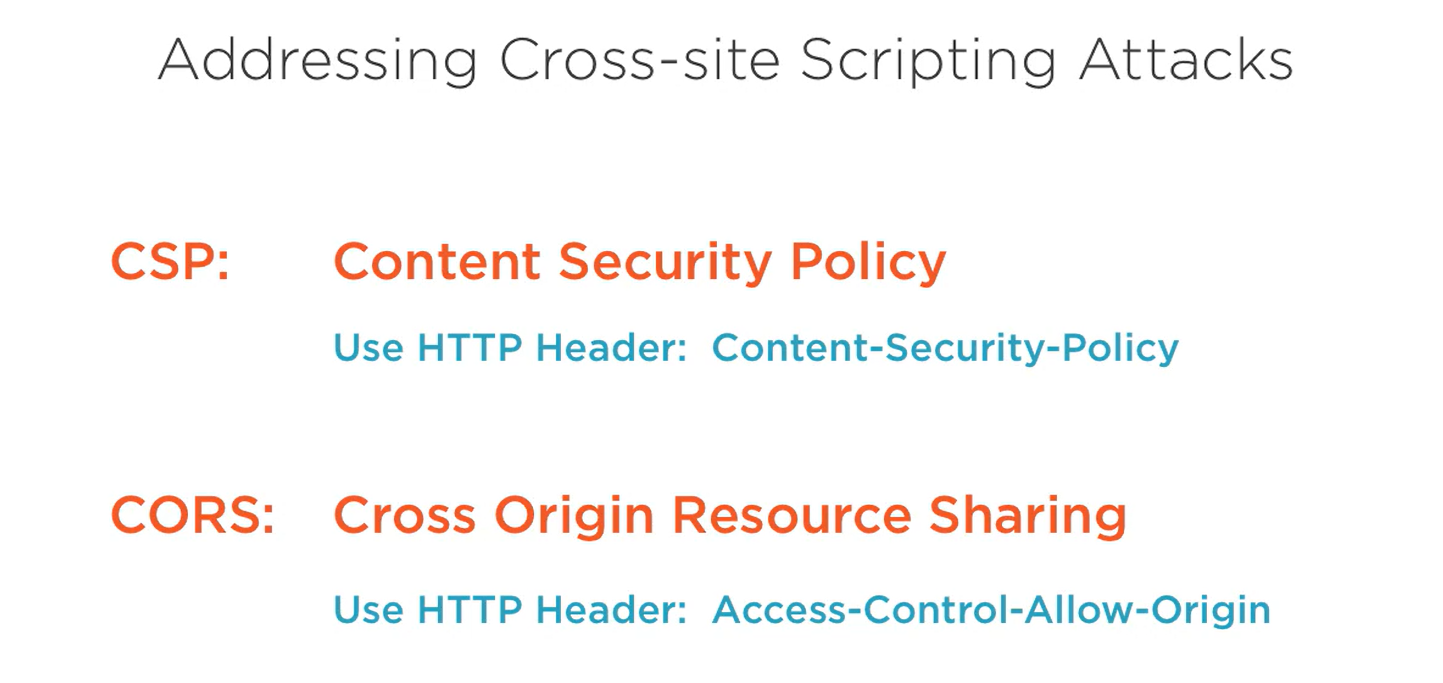 Addressing Cross-site Scripting Attacks
CSP: Content Security Policy
Use HTTP Header: Content-Security-Policy
CORS: Cross Origin Resource Sharing
Use HTTP Header: Access-Control-Allow-Origin